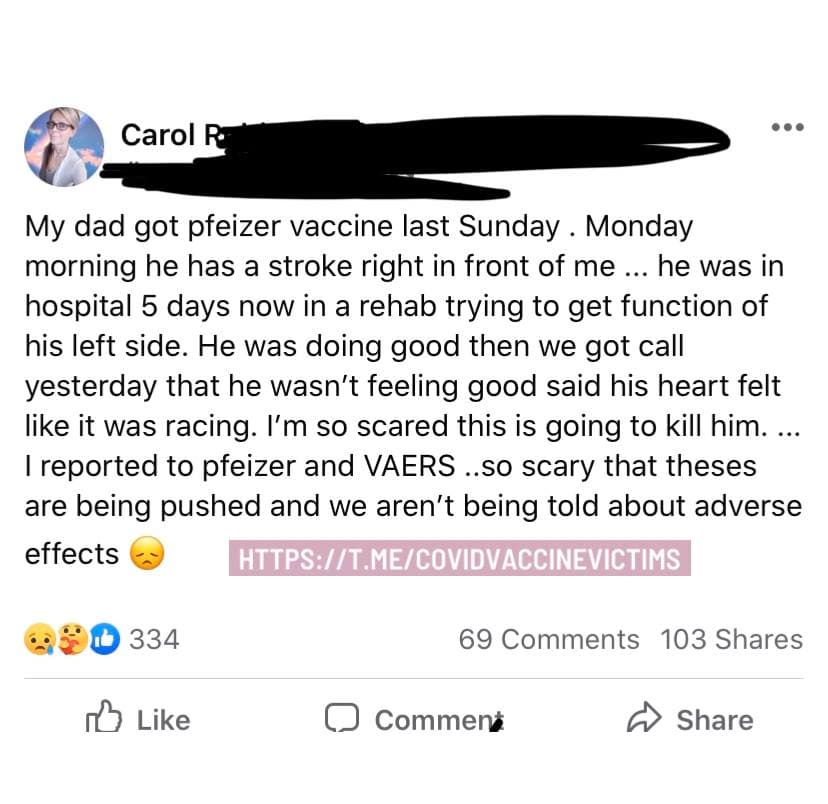 Carol
My dad got pfeizer vaccine last Sunday . Monday
morning he has a stroke right in front of me ... he was in
hospital 5 days now in a rehab trying to get function of
his left side. He was doing good then we got call
yesterday that he wasn't feeling good said his heart felt
like it was racing. I'm so scared this is going to kill him. ...
I reported to pfeizer and VAERS ..so scary that theses
are being pushed and we aren't being told about adverse
effects 😞 HTTPS://T.ME/COVIDVACCINEVICTIMS
334 69 Comments 103 Shares
Like Comment Share